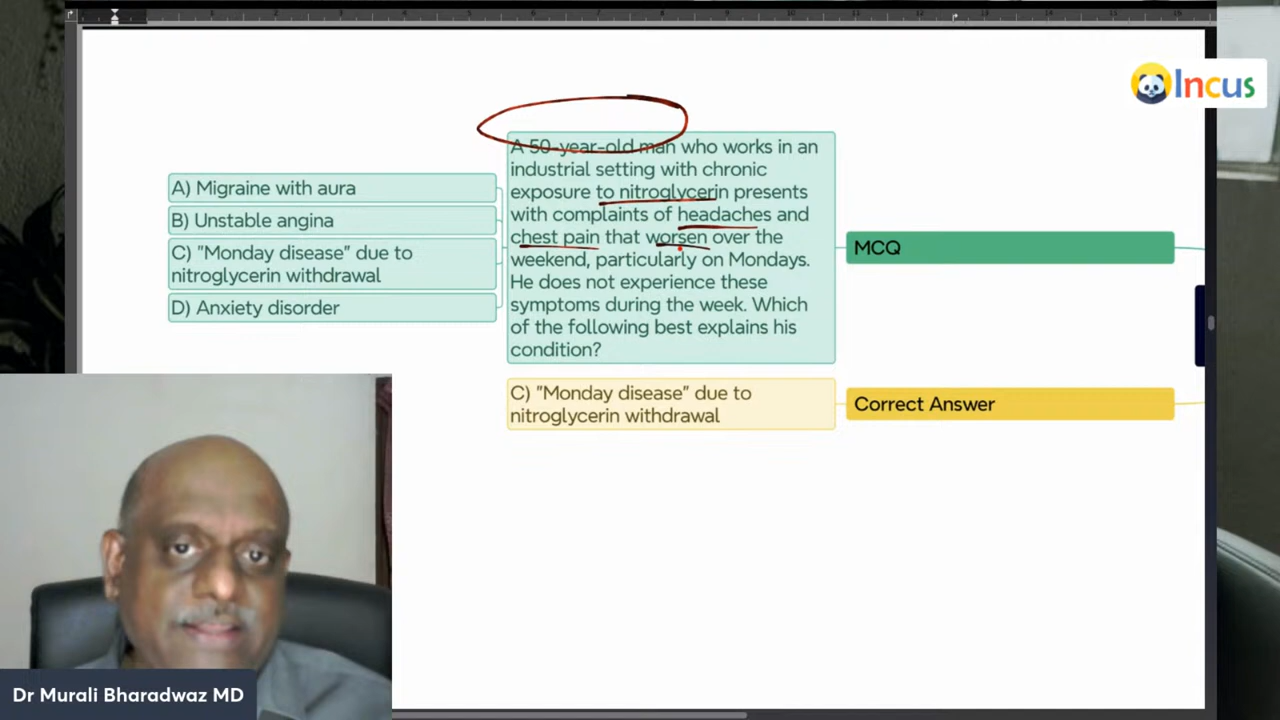 Incus
A 50-year-old man who works in an
industrial setting with chronic
exposure to nitroglycerin presents
with complaints of headaches and
chest pain that worsen over the
weekend, particularly on Mondays.
He does not experience these
symptoms during the week. Which
of the following best explains his
condition?
A) Migraine with aura
B) Unstable angina
C) "Monday disease" due to
nitroglycerin withdrawal
D) Anxiety disorder
MCQ
C) "Monday disease" due to
nitroglycerin withdrawal
Correct Answer
Dr Murali Bharadwaz MD